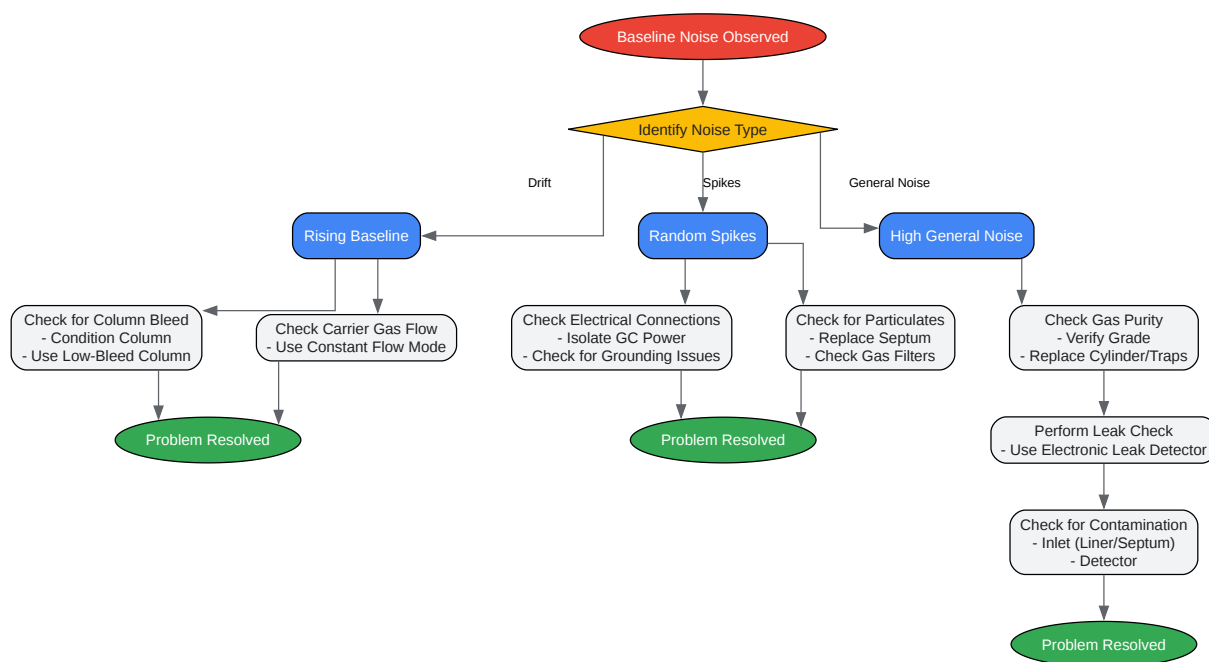 Baseline Noise Observed
Identify Noise Type
Drift
Spikes
General Noise
Rising Baseline
Random Spikes
High General Noise
Check for Column Bleed
- Condition Column
- Use Low-Bleed Column
Check Carrier Gas Flow
- Use Constant Flow Mode
Check Electrical Connections
- Isolate GC Power
- Check for Grounding Issues
Check for Particulates
- Replace Septum
- Check Gas Filters
Check Gas Purity
- Verify Grade
- Replace Cylinder/Traps
Problem Resolved
Problem Resolved
Perform Leak Check
- Use Electronic Leak Detector
Check for Contamination
- Inlet (Liner/Septum)
- Detector
Problem Resolved